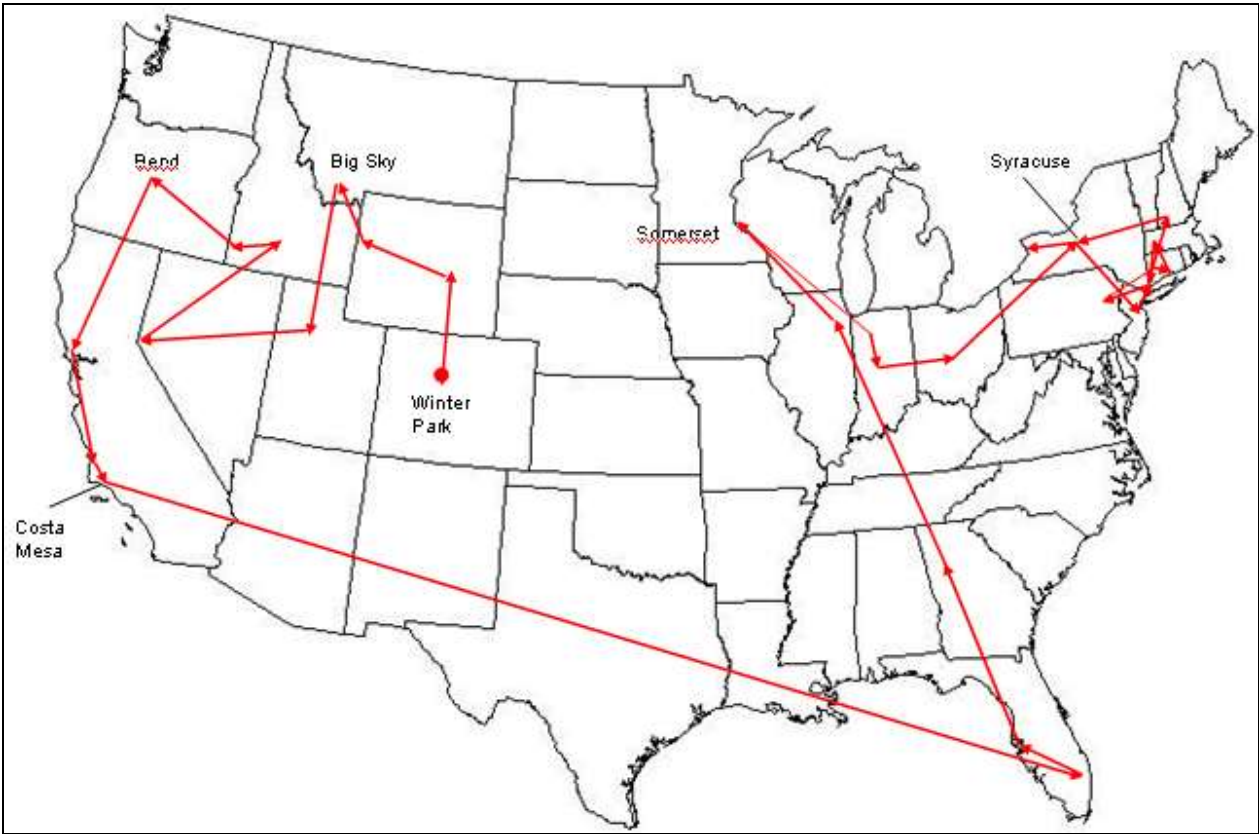 Bend
Big Sky
Syracuse
Somerset
Winter
Park
Costa
Mesa